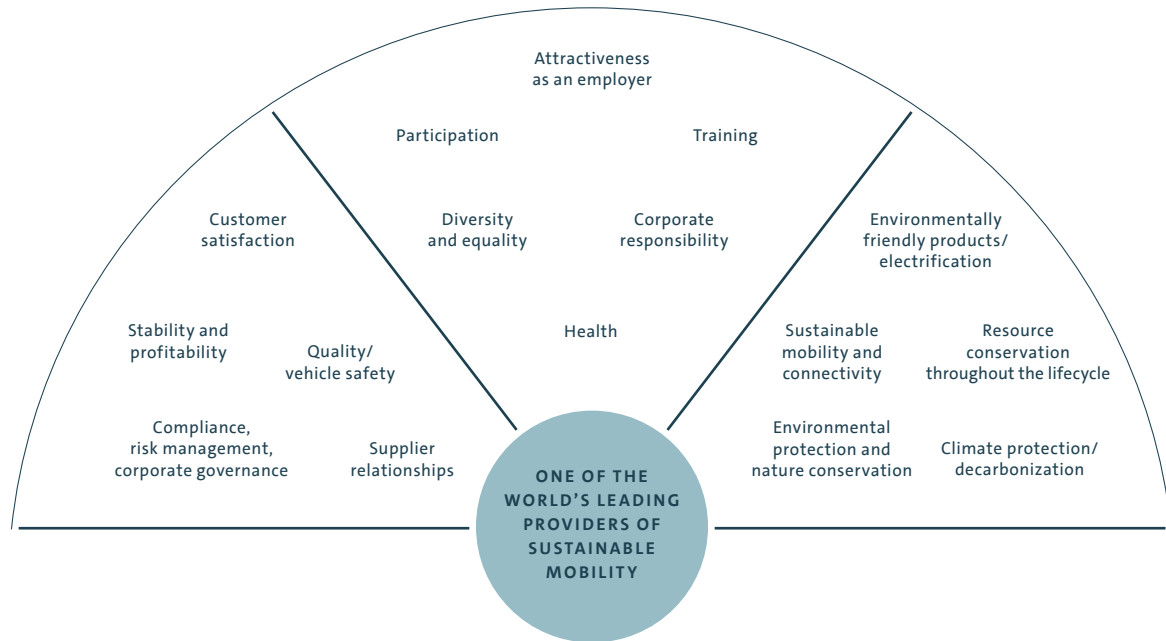 Attractiveness
as an employer
Participation
Training
Customer
satisfaction
Diversity
and equality
Corporate
responsibility
Environmentally
friendly products/
electrification
Stability and
profitability
Quality/
vehicle safety
Health
Sustainable
mobility and
connectivity
Resource
conservation
throughout the lifecycle
Compliance,
risk management,
corporate governance
Supplier
relationships
Environmental
protection and
nature conservation
Climate protection/
decarbonization
ONE OF THE
WORLD’S LEADING
PROVIDERS OF
SUSTAINABLE
MOBILITY